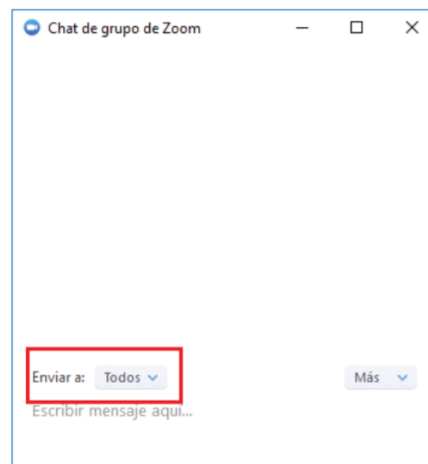 Chat de grupo de Zoom
Enviar a: Todos Más
Escribir mensaje aquí...